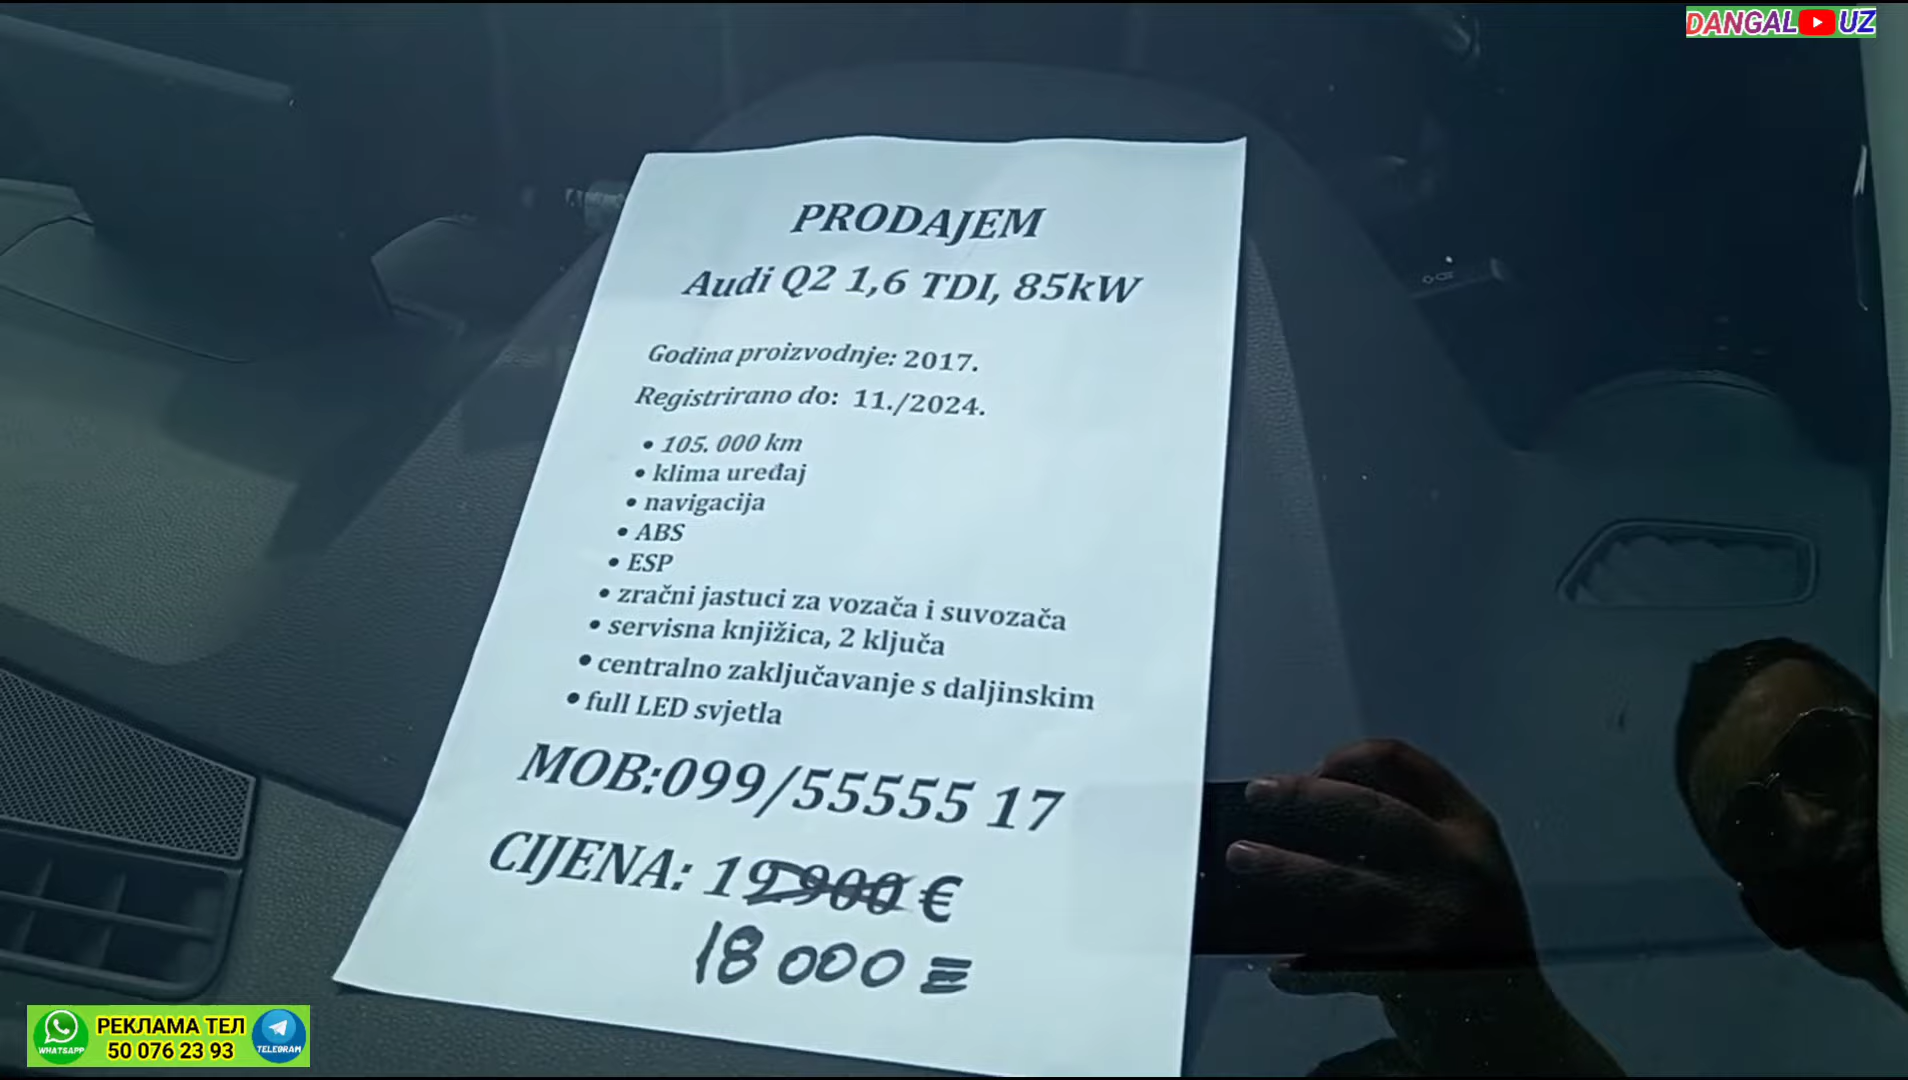 DANGAL UZ
PRODAJEM
Audi Q2 1,6 TDI, 85kW
Godina proizvodnje: 2017.
Registrirano do: 11./2024.
• 105. 000 km
• klima uređaj
• navigacija
• ABS
• ESP
• zračni jastuci za vozača i suvozača
• servisna knjižica, 2 ključa
• centralno zaključavanje s daljinskim
• full LED svjetla
MOB:099/55555 17
CIJENA: 19900 €
18 000
РЕКЛАМА ТЕЛ
50 076 23 93
WHATSAPP
TELEGRAM